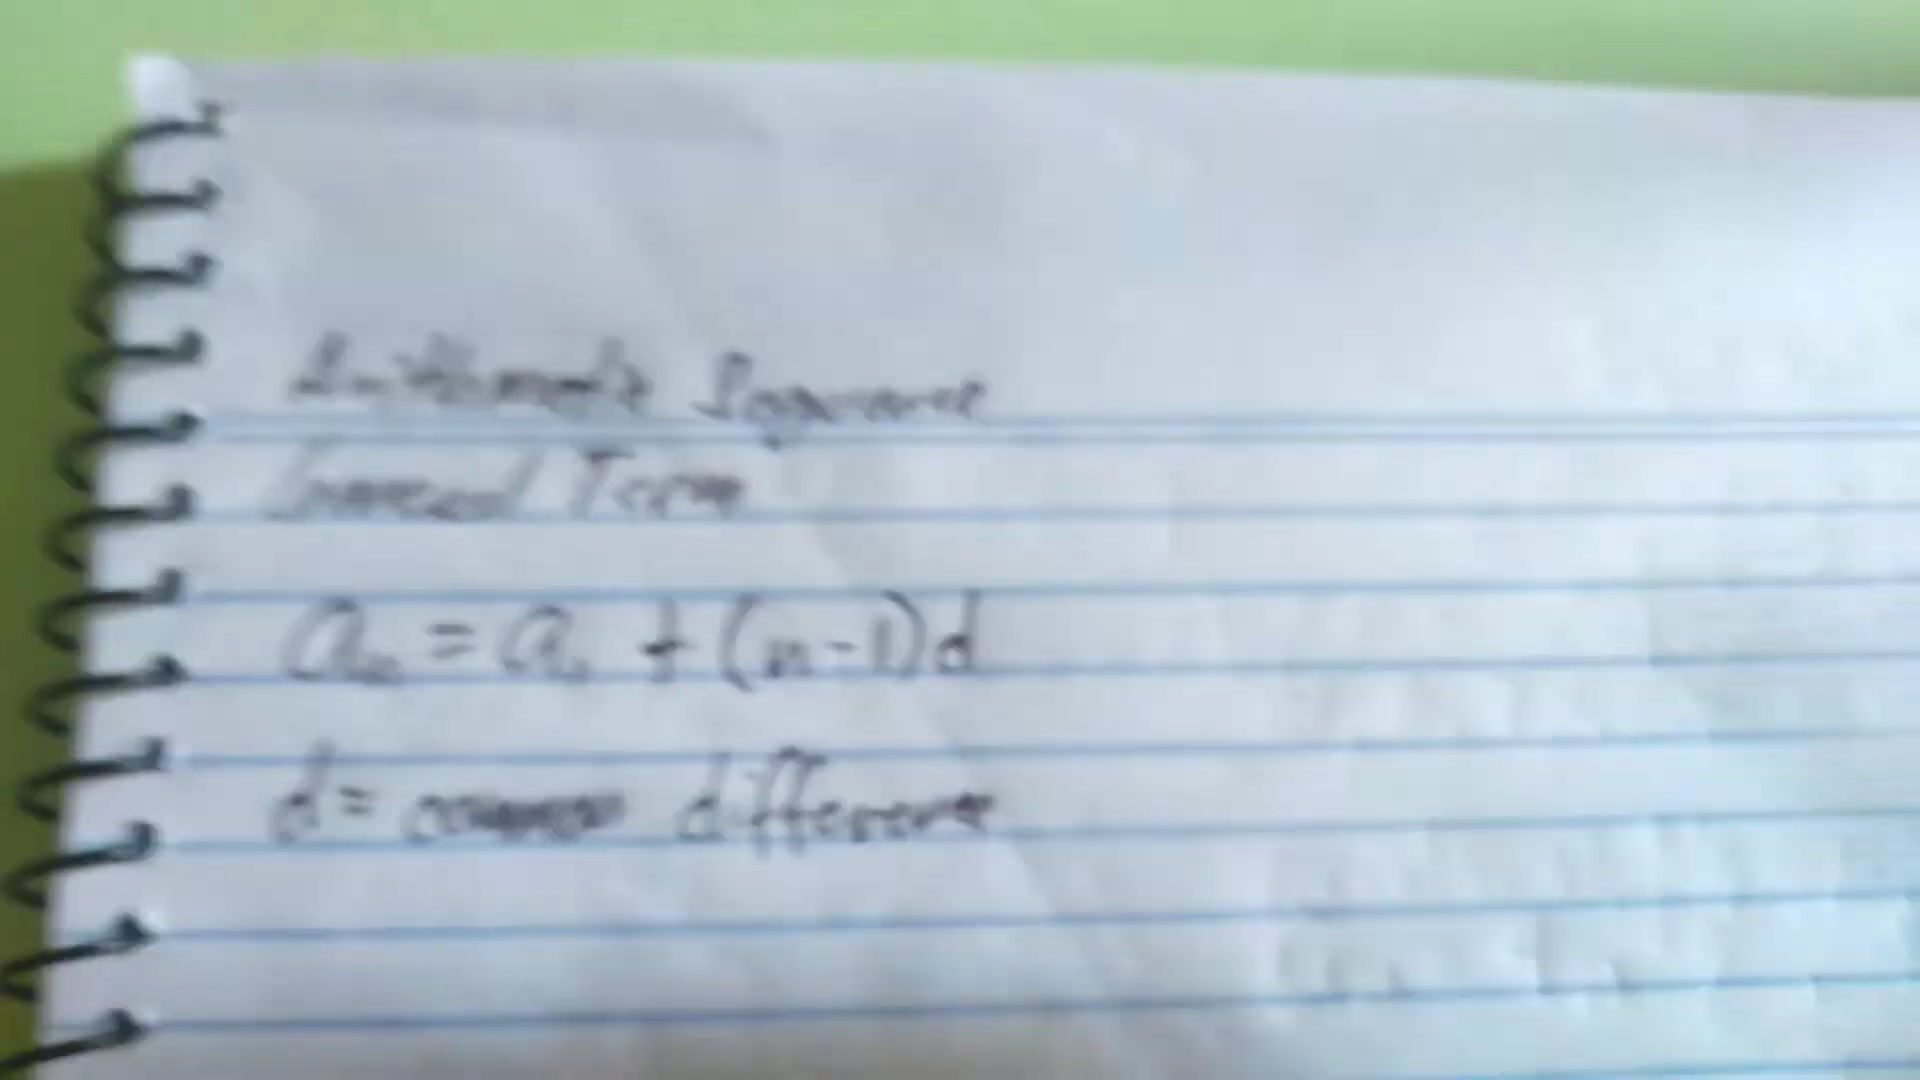 Arithmetic Sequence
General Term
aₙ = a₁ + (n-1)d
d = common difference